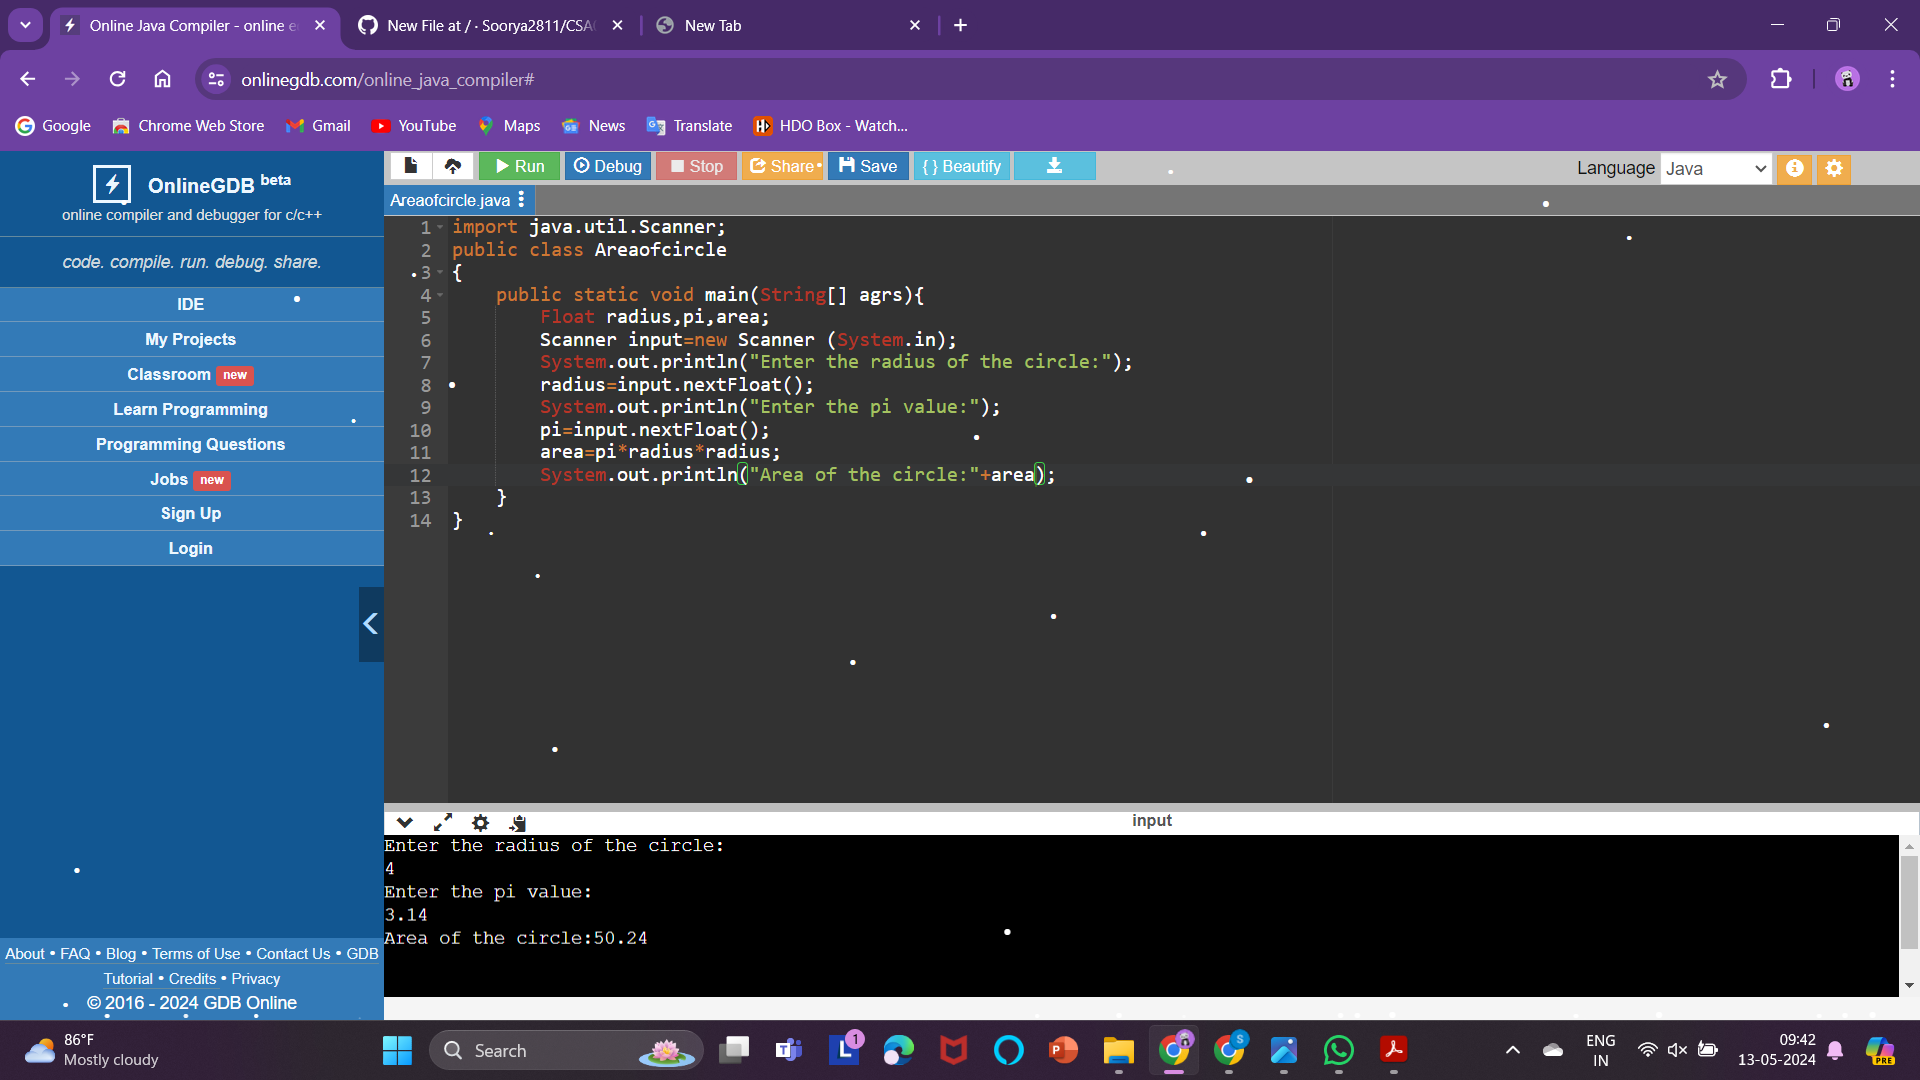 Online Java Compiler - online e
New File at / · Soorya2811/CSA
New Tab
onlinegdb.com/online_java_compiler#
Google
Chrome Web Store
Gmail
YouTube
Maps
News
Translate
HDO Box - Watch...
OnlineGDB beta
online compiler and debugger for c/c++
code. compile. run. debug. share.
IDE
My Projects
Classroom new
Learn Programming
Programming Questions
Jobs new
Sign Up
Login
About • FAQ • Blog • Terms of Use • Contact Us • GDB
Tutorial • Credits • Privacy
© 2016 - 2024 GDB Online
Run
Debug
Stop
Share
Save
{ } Beautify
Language Java
Areaofcircle.java
1 import java.util.Scanner;
2 public class Areaofcircle
3 {
4 public static void main(String[] agrs){
5 Float radius,pi,area;
6 Scanner input=new Scanner (System.in);
7 System.out.println("Enter the radius of the circle:");
8 radius=input.nextFloat();
9 System.out.println("Enter the pi value:");
10 pi=input.nextFloat();
11 area=pi*radius*radius;
12 System.out.println("Area of the circle:"+area);
13 }
14 }
input
Enter the radius of the circle:
4
Enter the pi value:
3.14
Area of the circle:50.24
86°F
Mostly cloudy
Search
1
S
ENG
IN
09:42
13-05-2024
PRE